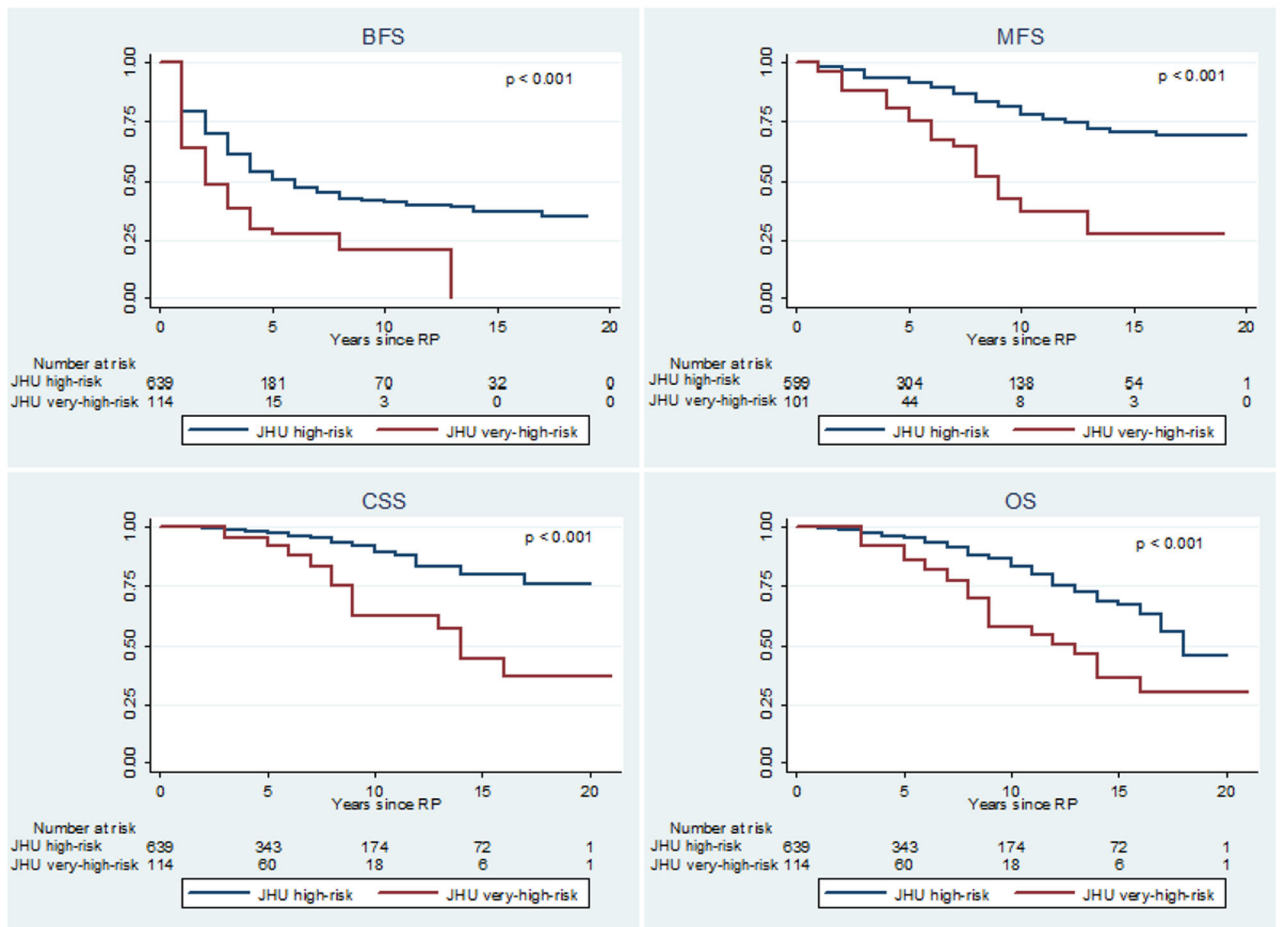 BFS
p < 0.001
1.00
0.75
0.50
0.25
0.00
0 5 10 15 20
Years since RP
Number at risk
JHU high-risk 639 181 70 32 0
JHU very-high-risk 114 15 3 0 0
JHU high-risk JHU very-high-risk
MFS
p < 0.001
1.00
0.75
0.50
0.25
0.00
0 5 10 15 20
Years since RP
Number at risk
JHU high-risk 599 304 138 54 1
JHU very-high-risk 101 44 8 3 0
JHU high-risk JHU very-high-risk
CSS
p < 0.001
1.00
0.75
0.50
0.25
0.00
0 5 10 15 20
Years since RP
Number at risk
JHU high-risk 639 343 174 72 1
JHU very-high-risk 114 60 18 6 1
JHU high-risk JHU very-high-risk
OS
p < 0.001
1.00
0.75
0.50
0.25
0.00
0 5 10 15 20
Years since RP
Number at risk
JHU high-risk 639 343 174 72 1
JHU very-high-risk 114 60 18 6 1
JHU high-risk JHU very-high-risk